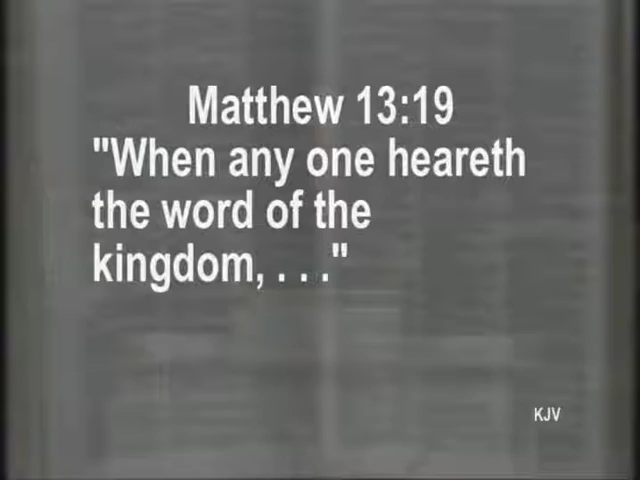 Matthew 13:19
"When any one heareth
the word of the
kingdom, . . ."
KJV